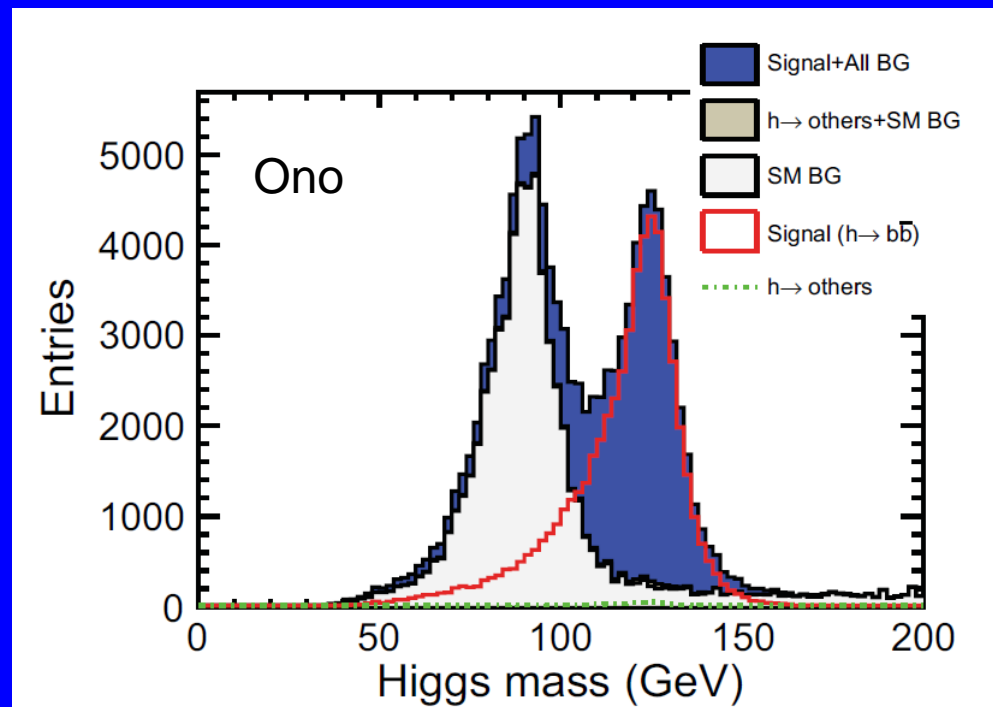 Signal+All BG
h→ others+SM BG
SM BG
Signal (h→ bb̅)
h→ others
Ono
5000
4000
3000
2000
1000
0
0 50 100 150 200
Entries
Higgs mass (GeV)